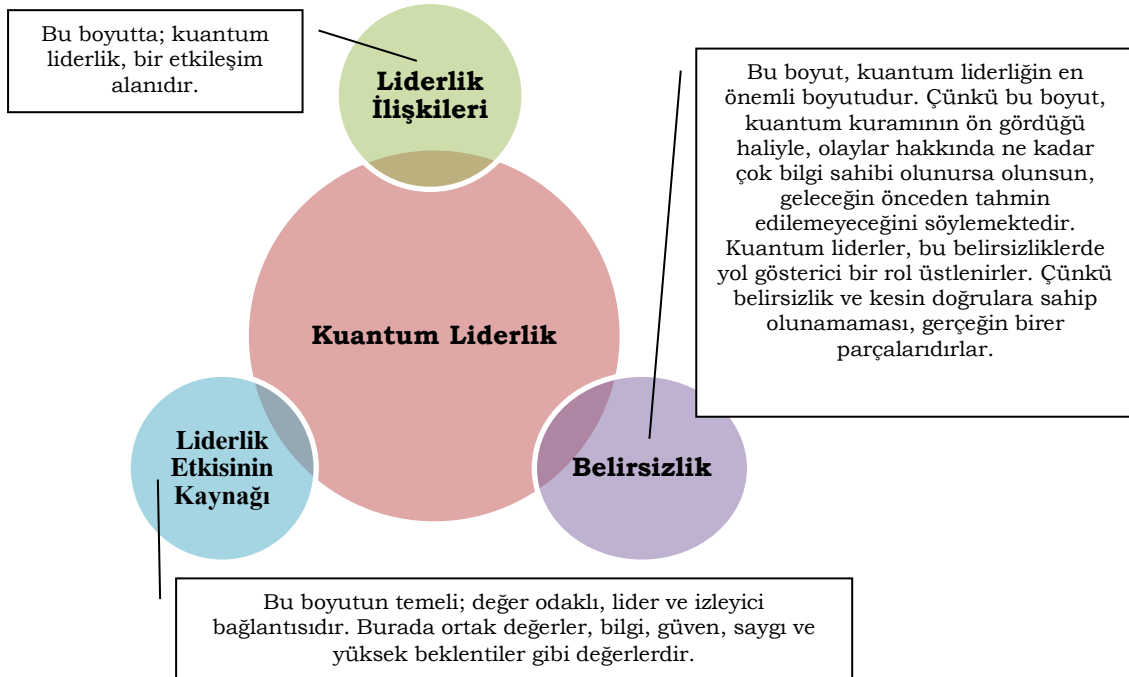 Bu boyutta; kuantum
liderlik, bir etkileşim
alanıdır.
Liderlik
İlişkileri
Bu boyut, kuantum liderliğin en
önemli boyutudur. Çünkü bu boyut,
kuantum kuramının ön gördüğü
haliyle, olaylar hakkında ne kadar
çok bilgi sahibi olunursa olunsun,
geleceğin önceden tahmin
edilemeyeceğini söylemektedir.
Kuantum liderler, bu belirsizliklerde
yol gösterici bir rol üstlenirler. Çünkü
belirsizlik ve kesin doğrulara sahip
olunamaması, gerçeğin birer
parçalarıdırlar.
Kuantum Liderlik
Liderlik
Etkisinin
Kaynağı
Belirsizlik
Bu boyutun temeli; değer odaklı, lider ve izleyici
bağlantısıdır. Burada ortak değerler, bilgi, güven, saygı ve
yüksek beklentiler gibi değerlerdir.